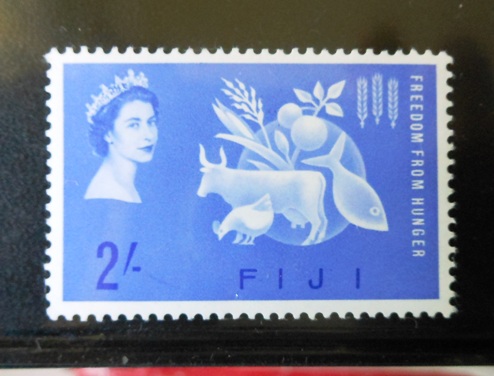 FREEDOM FROM HUNGER
2/-
FIJI